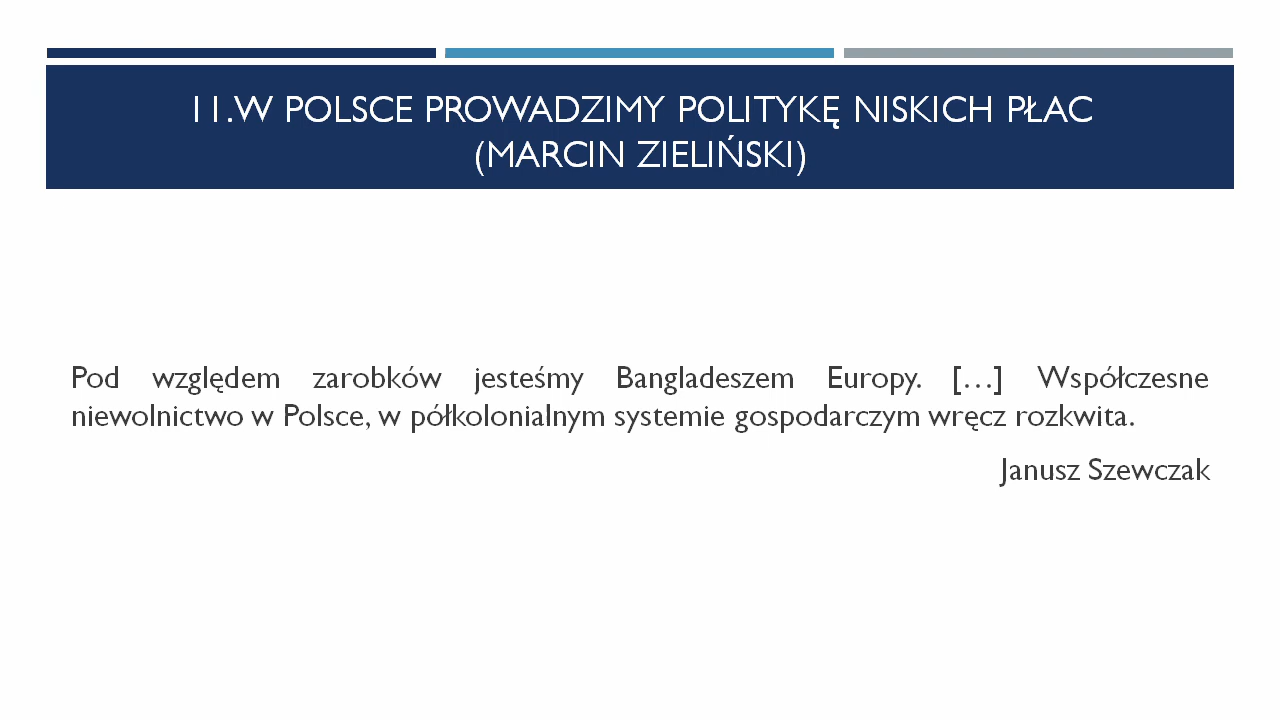 11.W POLSCE PROWADZIMY POLITYKĘ NISKICH PŁAC
(MARCIN ZIELIŃSKI)
Pod względem zarobków jesteśmy Bangladeszem Europy. […] Współczesne
niewolnictwo w Polsce, w półkolonialnym systemie gospodarczym wręcz rozkwita.
Janusz Szewczak